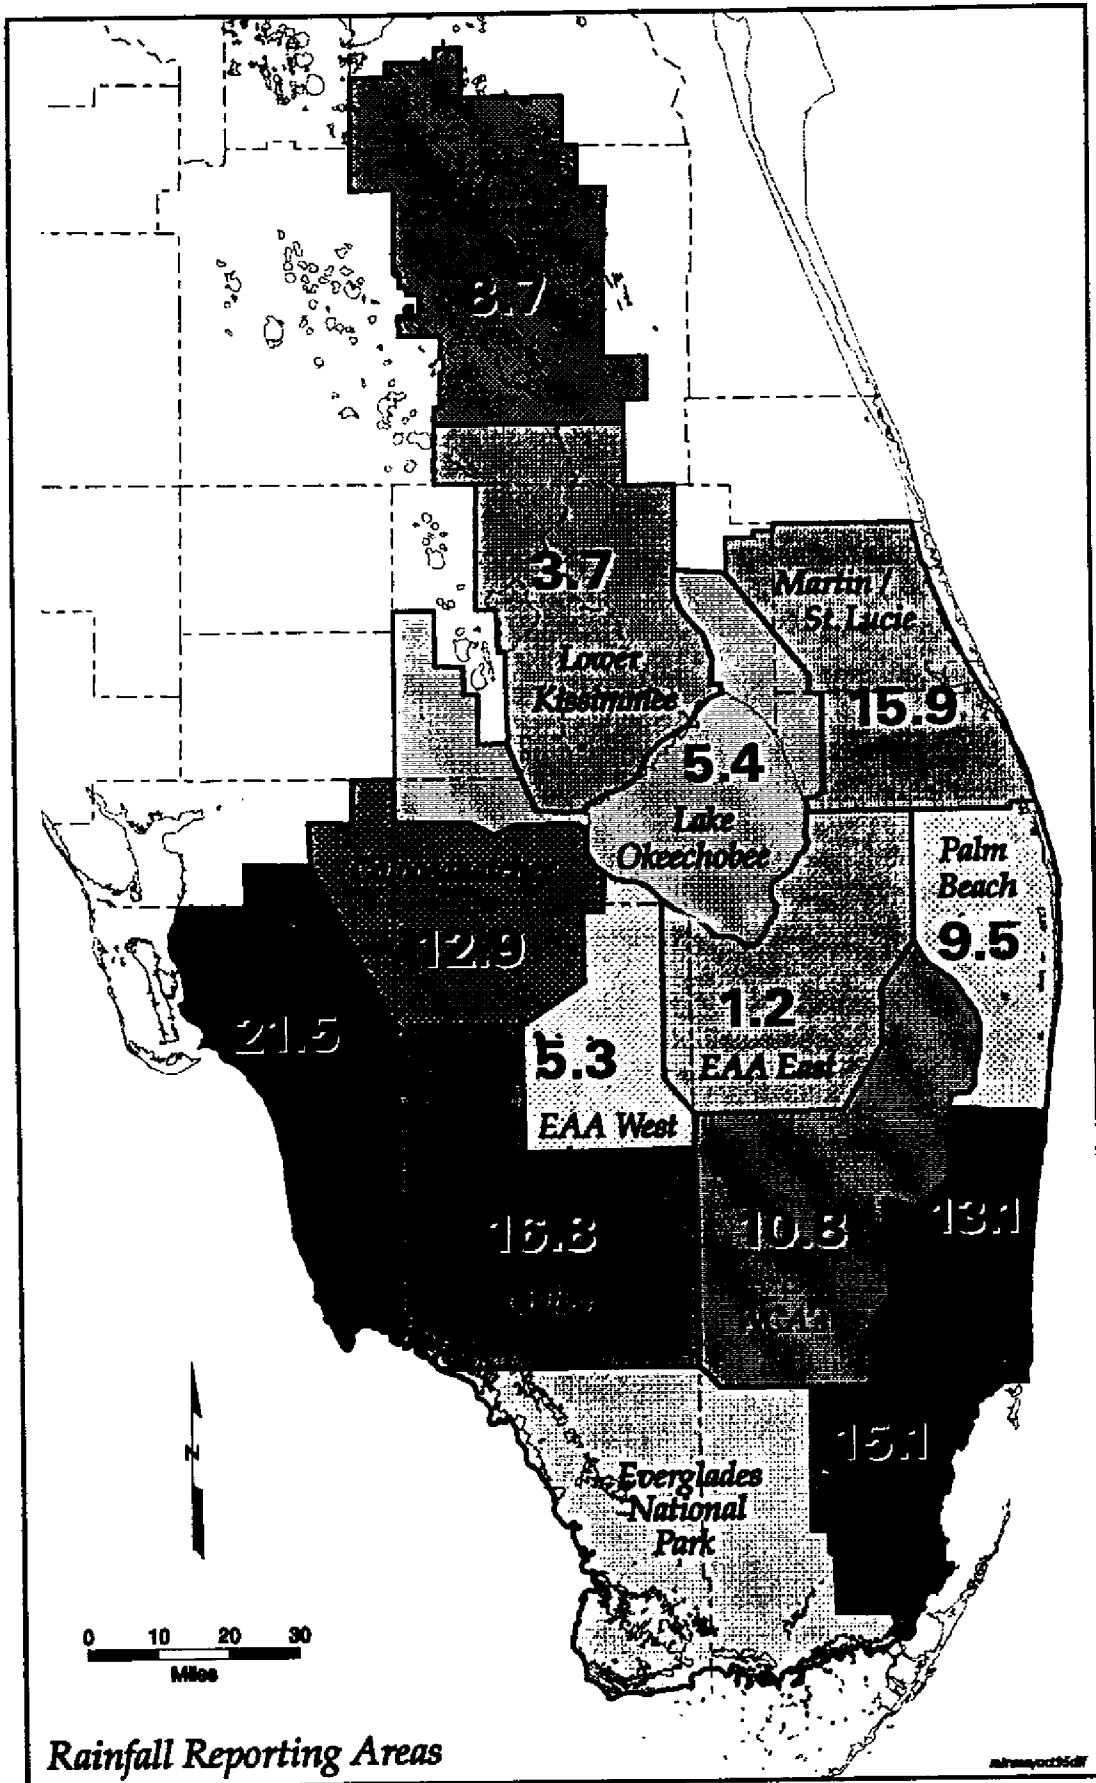 8.7
3.7
Martin /
St. Lucie
Lower
Kissimmee
15.9
5.4
Lake
Okeechobee
Palm
Beach
9.5
12.9
1.2
21.5
5.3
EAA East
EAA West
16.8
10.8
13.1
15.1
Everglades
National
Park
N
0 10 20 30
Miles
Rainfall Reporting Areas